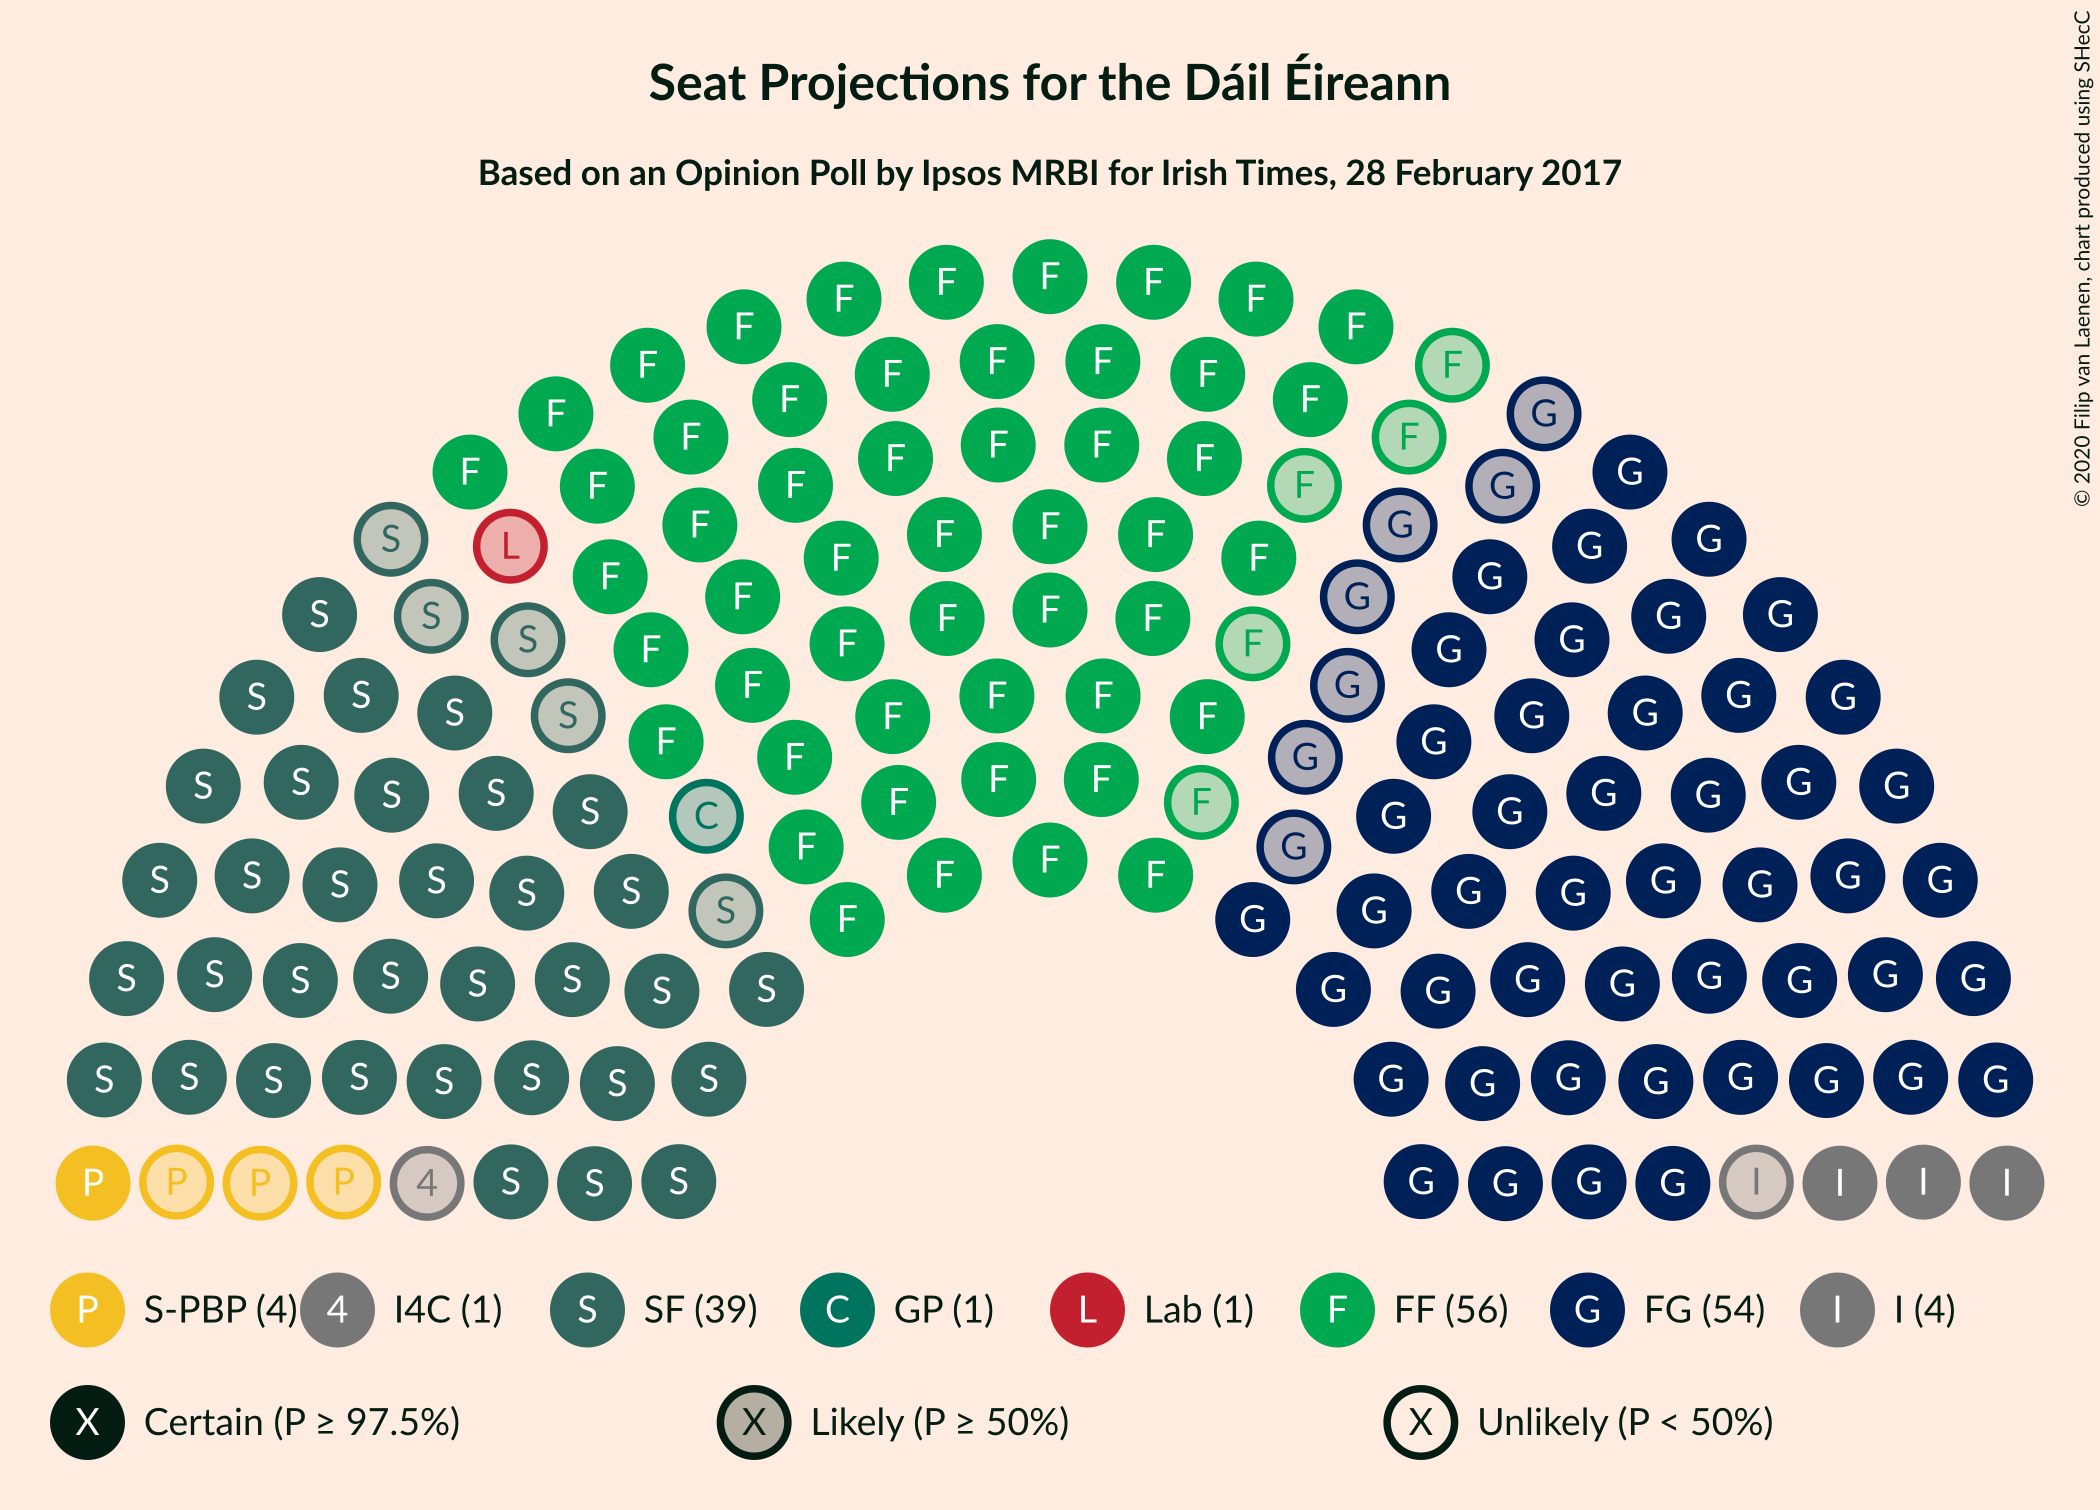 Seat Projections for the Dáil Éireann
Based on an Opinion Poll by Ipsos MRBI for Irish Times, 28 February 2017
© 2020 Filip van Laenen, chart produced using SHecC
F F F F F
F F F F
F F F F F F F F
F F F G
F F F F F F
F F G G
F F F F F G G
S L F F F F F G G G
S S F F F G G G
S F F F F G G G
S F F G G
S S S F F G G G G
S F F F F F G G G
S F F G G
S S S S S C F F F F G G G G G G
F G
S S S S S S F F F G G G G G G
S F F G G
S S S S S S S S G G G G G G G G
S S S S S S S S G G G G G G G G
P P P P 4 S S S G G G G I I I I
P S-PBP (4) 4 I4C (1) S SF (39) C GP (1) L Lab (1) F FF (56) G FG (54) I I (4)
X Certain (P ≥ 97.5%) X Likely (P ≥ 50%) X Unlikely (P < 50%)